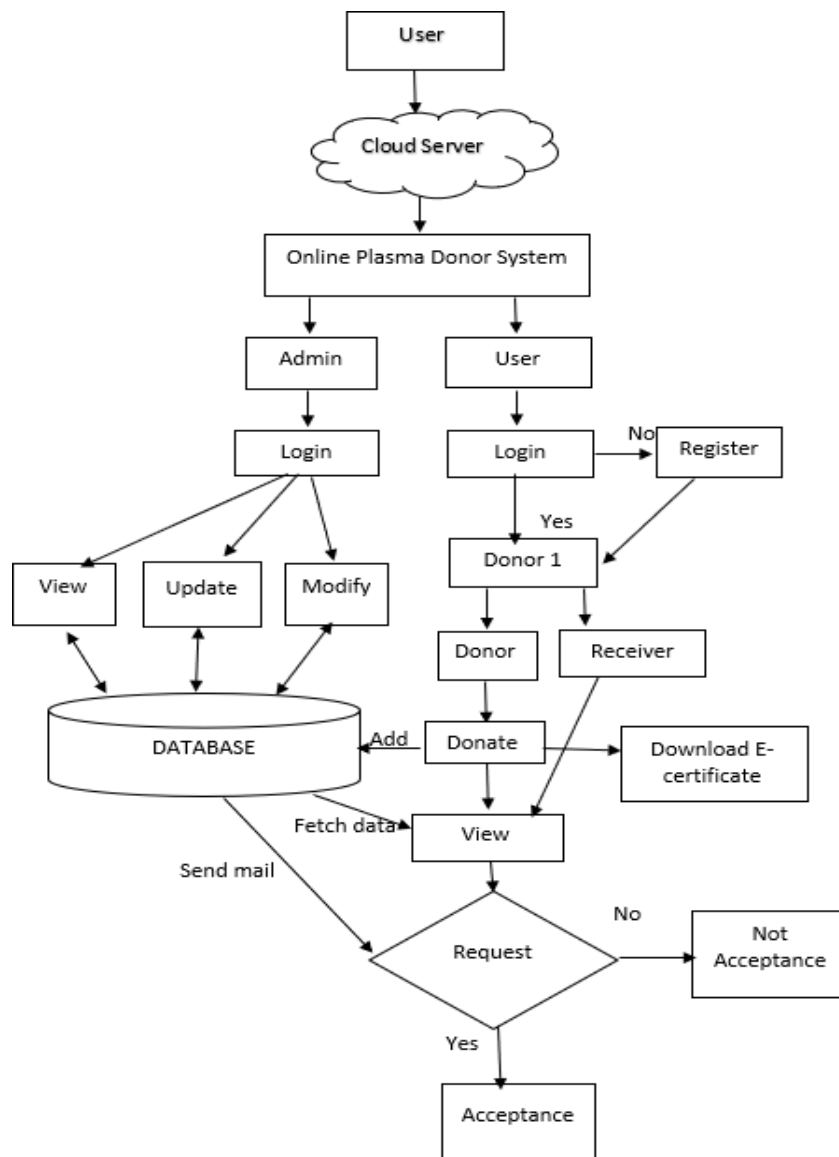 User
Cloud Server
Online Plasma Donor System
Admin
User
Login
Login
No
Register
Yes
Donor 1
View
Update
Modify
Donor
Receiver
DATABASE
Add
Donate
Download E-
certificate
Fetch data
View
Send mail
Request
No
Not
Acceptance
Yes
Acceptance